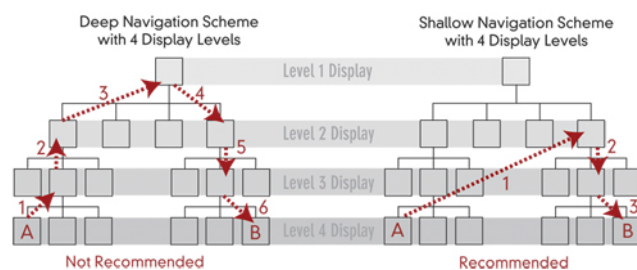 Deep Navigation Scheme
with 4 Display Levels
Shallow Navigation Scheme
with 4 Display Levels
Level 1 Display
3
4
Level 2 Display
2
5
2
Level 3 Display
1
1
6
3
A
B
Level 4 Display
A
B
Not Recommended
Recommended